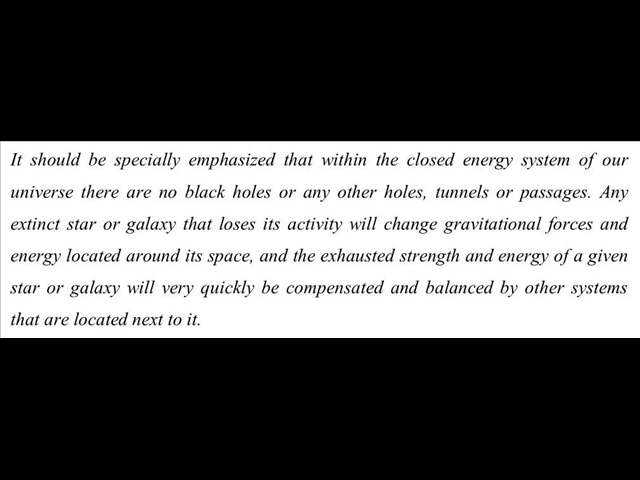 It should be specially emphasized that within the closed energy system of our
universe there are no black holes or any other holes, tunnels or passages. Any
extinct star or galaxy that loses its activity will change gravitational forces and
energy located around its space, and the exhausted strength and energy of a given
star or galaxy will very quickly be compensated and balanced by other systems
that are located next to it.